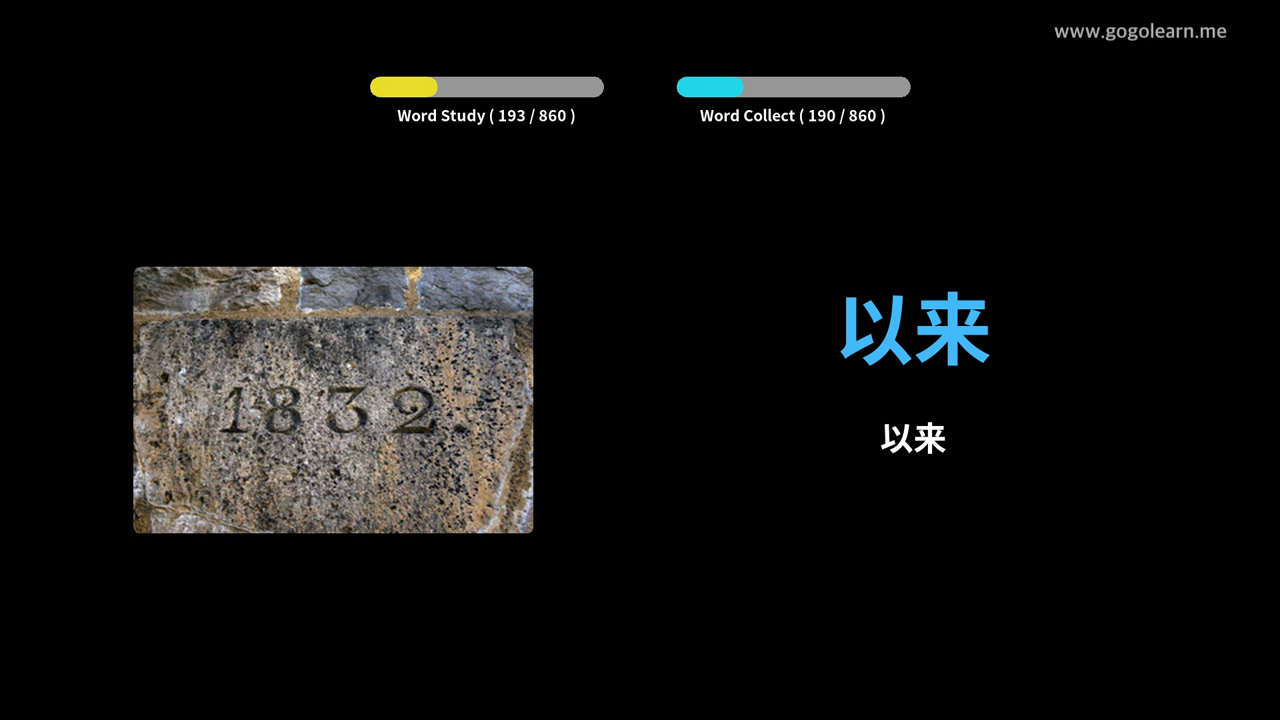 www.gogolearn.me
Word Study ( 193 / 860 )
Word Collect ( 190 / 860 )
1832.
以来
以来